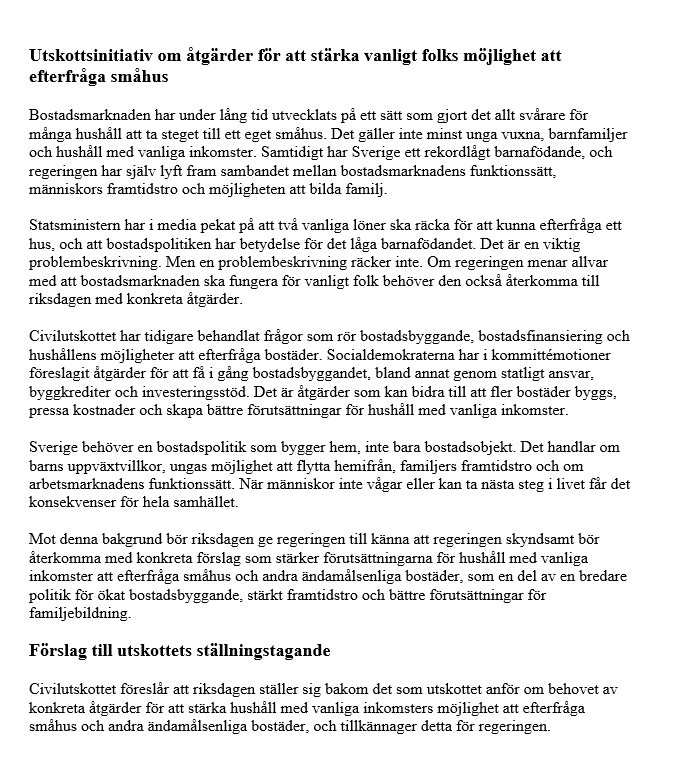 Utskottsinitiativ om åtgärder för att stärka vanligt folks möjlighet att
efterfråga småhus
Bostadsmarknaden har under lång tid utvecklats på ett sätt som gjort det allt svårare för
många hushåll att ta steget till ett eget småhus. Det gäller inte minst unga vuxna, barnfamiljer
och hushåll med vanliga inkomster. Samtidigt har Sverige ett rekordlågt barnafödande, och
regeringen har själv lyft fram sambandet mellan bostadsmarknadens funktionssätt,
människors framtidstro och möjligheten att bilda familj.
Statsministern har i media pekat på att två vanliga löner ska räcka för att kunna efterfråga ett
hus, och att bostadspolitiken har betydelse för det låga barnafödandet. Det är en viktig
problembeskrivning. Men en problembeskrivning räcker inte. Om regeringen menar allvar
med att bostadsmarknaden ska fungera för vanligt folk behöver den också återkomma till
riksdagen med konkreta åtgärder.
Civilutskottet har tidigare behandlat frågor som rör bostadsbyggande, bostadsfinansiering och
hushållens möjligheter att efterfråga bostäder. Socialdemokraterna har i kommittémotioner
föreslagit åtgärder för att få i gång bostadsbyggandet, bland annat genom statligt ansvar,
byggkrediter och investeringsstöd. Det är åtgärder som kan bidra till att fler bostäder byggs,
pressa kostnader och skapa bättre förutsättningar för hushåll med vanliga inkomster.
Sverige behöver en bostadspolitik som bygger hem, inte bara bostadsobjekt. Det handlar om
barns uppväxtvillkor, ungas möjlighet att flytta hemifrån, familjers framtidstro och om
arbetsmarknadens funktionssätt. När människor inte vågar eller kan ta nästa steg i livet får det
konsekvenser för hela samhället.
Mot denna bakgrund bör riksdagen ge regeringen till känna att regeringen skyndsamt bör
återkomma med konkreta förslag som stärker förutsättningarna för hushåll med vanliga
inkomster att efterfråga småhus och andra ändamålsenliga bostäder, som en del av en bredare
politik för ökat bostadsbyggande, stärkt framtidstro och bättre förutsättningar för
familjebildning.
Förslag till utskottets ställningstagande
Civilutskottet föreslår att riksdagen ställer sig bakom det som utskottet anför om behovet av
konkreta åtgärder för att stärka hushåll med vanliga inkomsters möjlighet att efterfråga
småhus och andra ändamålsenliga bostäder, och tillkännager detta för regeringen.